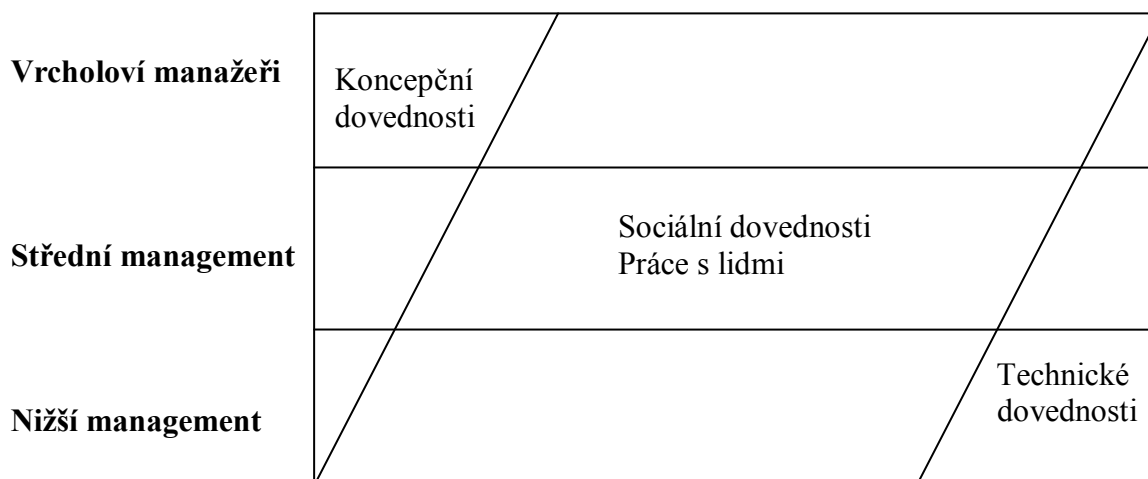 Vrcholoví manažeři
Koncepční
dovednosti
Střední management
Sociální dovednosti
Práce s lidmi
Nižší management
Technické
dovednosti